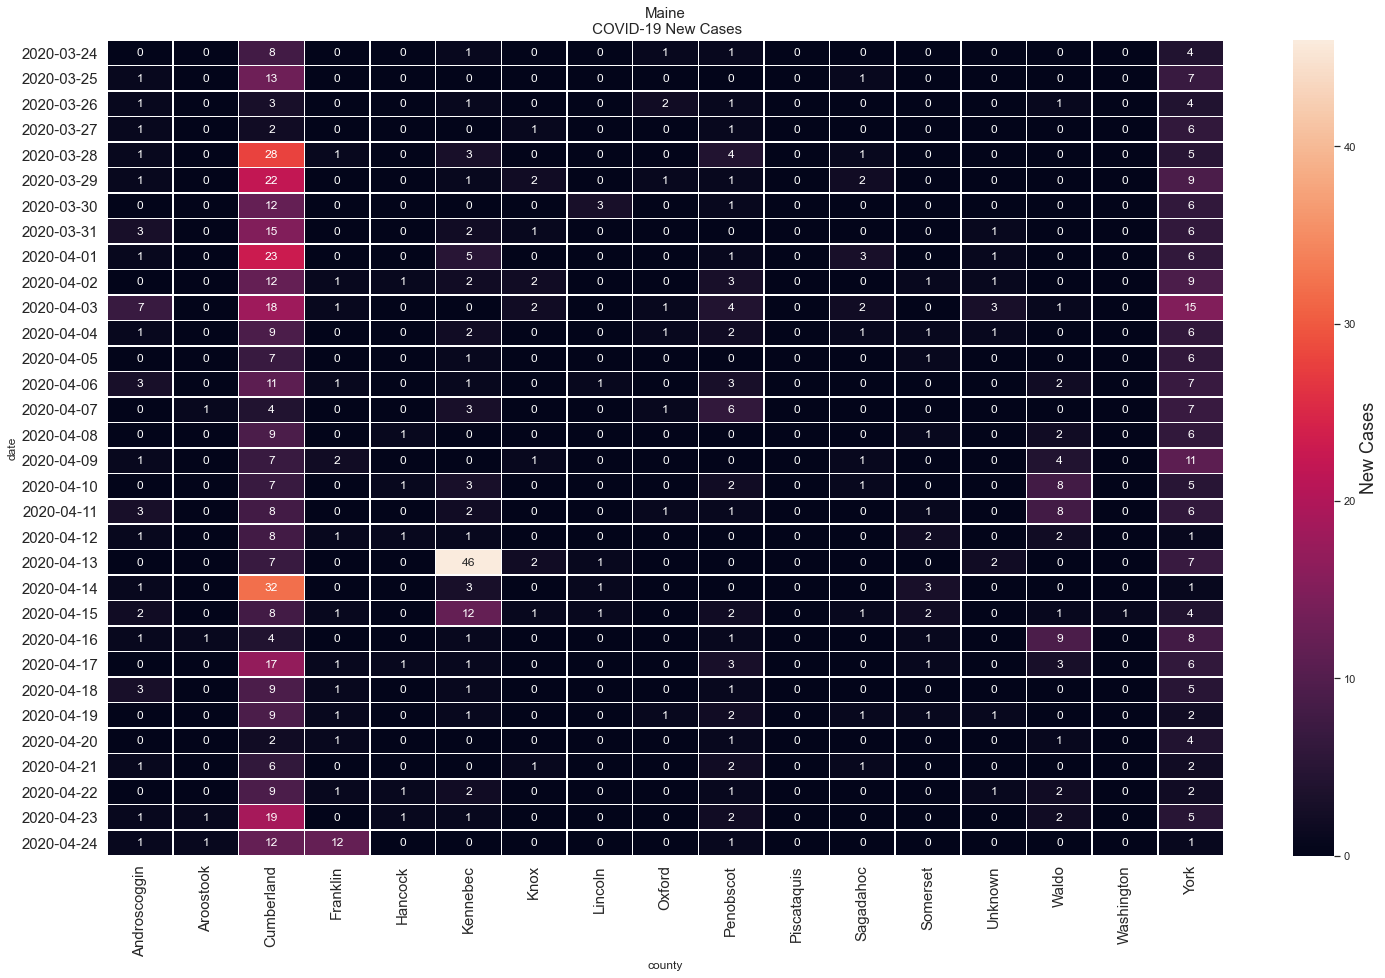 Maine
COVID-19 New Cases
2020-03-24 0 0 8 0 0 1 0 0 1 1 0 0 0 0 0 0 4
2020-03-25 1 0 13 0 0 0 0 0 0 0 0 1 0 0 0 0 7
2020-03-26 1 0 3 0 0 1 0 0 2 1 0 0 0 0 1 0 4
2020-03-27 1 0 2 0 0 0 1 0 0 1 0 0 0 0 0 0 6
2020-03-28 1 0 28 1 0 3 0 0 0 4 0 1 0 0 0 0 5
2020-03-29 1 0 22 0 0 1 2 0 1 1 0 2 0 0 0 0 9
2020-03-30 0 0 12 0 0 0 0 3 0 1 0 0 0 0 0 0 6
2020-03-31 3 0 15 0 0 2 1 0 0 0 0 0 0 1 0 0 6
2020-04-01 1 0 23 0 0 5 0 0 0 1 0 3 0 1 0 0 6
2020-04-02 0 0 12 1 1 2 2 0 0 3 0 0 1 1 0 0 9
2020-04-03 7 0 18 1 0 0 2 0 1 4 0 2 0 3 1 0 15
2020-04-04 1 0 9 0 0 2 0 0 1 2 0 1 1 1 0 0 6
2020-04-05 0 0 7 0 0 1 0 0 0 0 0 0 1 0 0 0 6
2020-04-06 3 0 11 1 0 1 0 1 0 3 0 0 0 0 2 0 7
2020-04-07 0 1 4 0 0 3 0 0 1 6 0 0 0 0 0 0 7
2020-04-08 0 0 9 0 1 0 0 0 0 0 0 0 1 0 2 0 6
2020-04-09 1 0 7 2 0 0 1 0 0 0 0 1 0 0 4 0 11
2020-04-10 0 0 7 0 1 3 0 0 0 2 0 1 0 0 8 0 5
2020-04-11 3 0 8 0 0 2 0 0 1 1 0 0 1 0 8 0 6
2020-04-12 1 0 8 1 1 1 0 0 0 0 0 0 2 0 2 0 1
2020-04-13 0 0 7 0 0 46 2 1 0 0 0 0 0 2 0 0 7
2020-04-14 1 0 32 0 0 3 0 1 0 0 0 0 3 0 0 0 1
2020-04-15 2 0 8 1 0 12 1 1 0 2 0 1 2 0 1 1 4
2020-04-16 1 1 4 0 0 1 0 0 0 1 0 0 1 0 9 0 8
2020-04-17 0 0 17 1 1 1 0 0 0 3 0 0 1 0 3 0 6
2020-04-18 3 0 9 1 0 1 0 0 0 1 0 0 0 0 0 0 5
2020-04-19 0 0 9 1 0 1 0 0 1 2 0 1 1 1 0 0 2
2020-04-20 0 0 2 1 0 0 0 0 0 1 0 0 0 0 1 0 4
2020-04-21 1 0 6 0 0 0 1 0 0 2 0 1 0 0 0 0 2
2020-04-22 0 0 9 1 1 2 0 0 0 1 0 0 0 1 2 0 2
2020-04-23 1 1 19 0 1 1 0 0 0 2 0 0 0 0 2 0 5
2020-04-24 1 1 12 12 0 0 0 0 0 1 0 0 0 0 0 0 1
date
Androscoggin Aroostook Cumberland Franklin Hancock Kennebec Knox Lincoln Oxford Penobscot Piscataquis Sagadahoc Somerset Unknown Waldo Washington York
county
40
30
20
10
0
New Cases